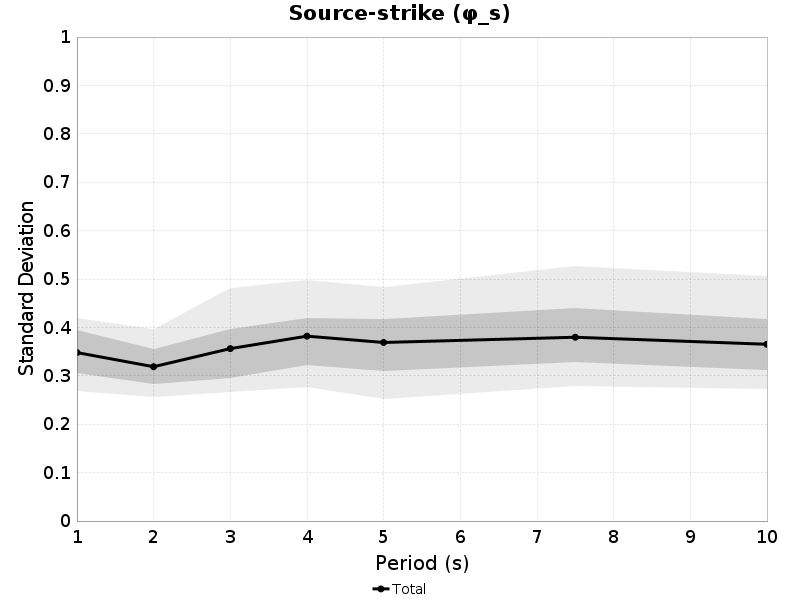 Source-strike (φ_s)
Standard Deviation
1
0.9
0.8
0.7
0.6
0.5
0.4
0.3
0.2
0.1
0
1 2 3 4 5 6 7 8 9 10
Period (s)
Total